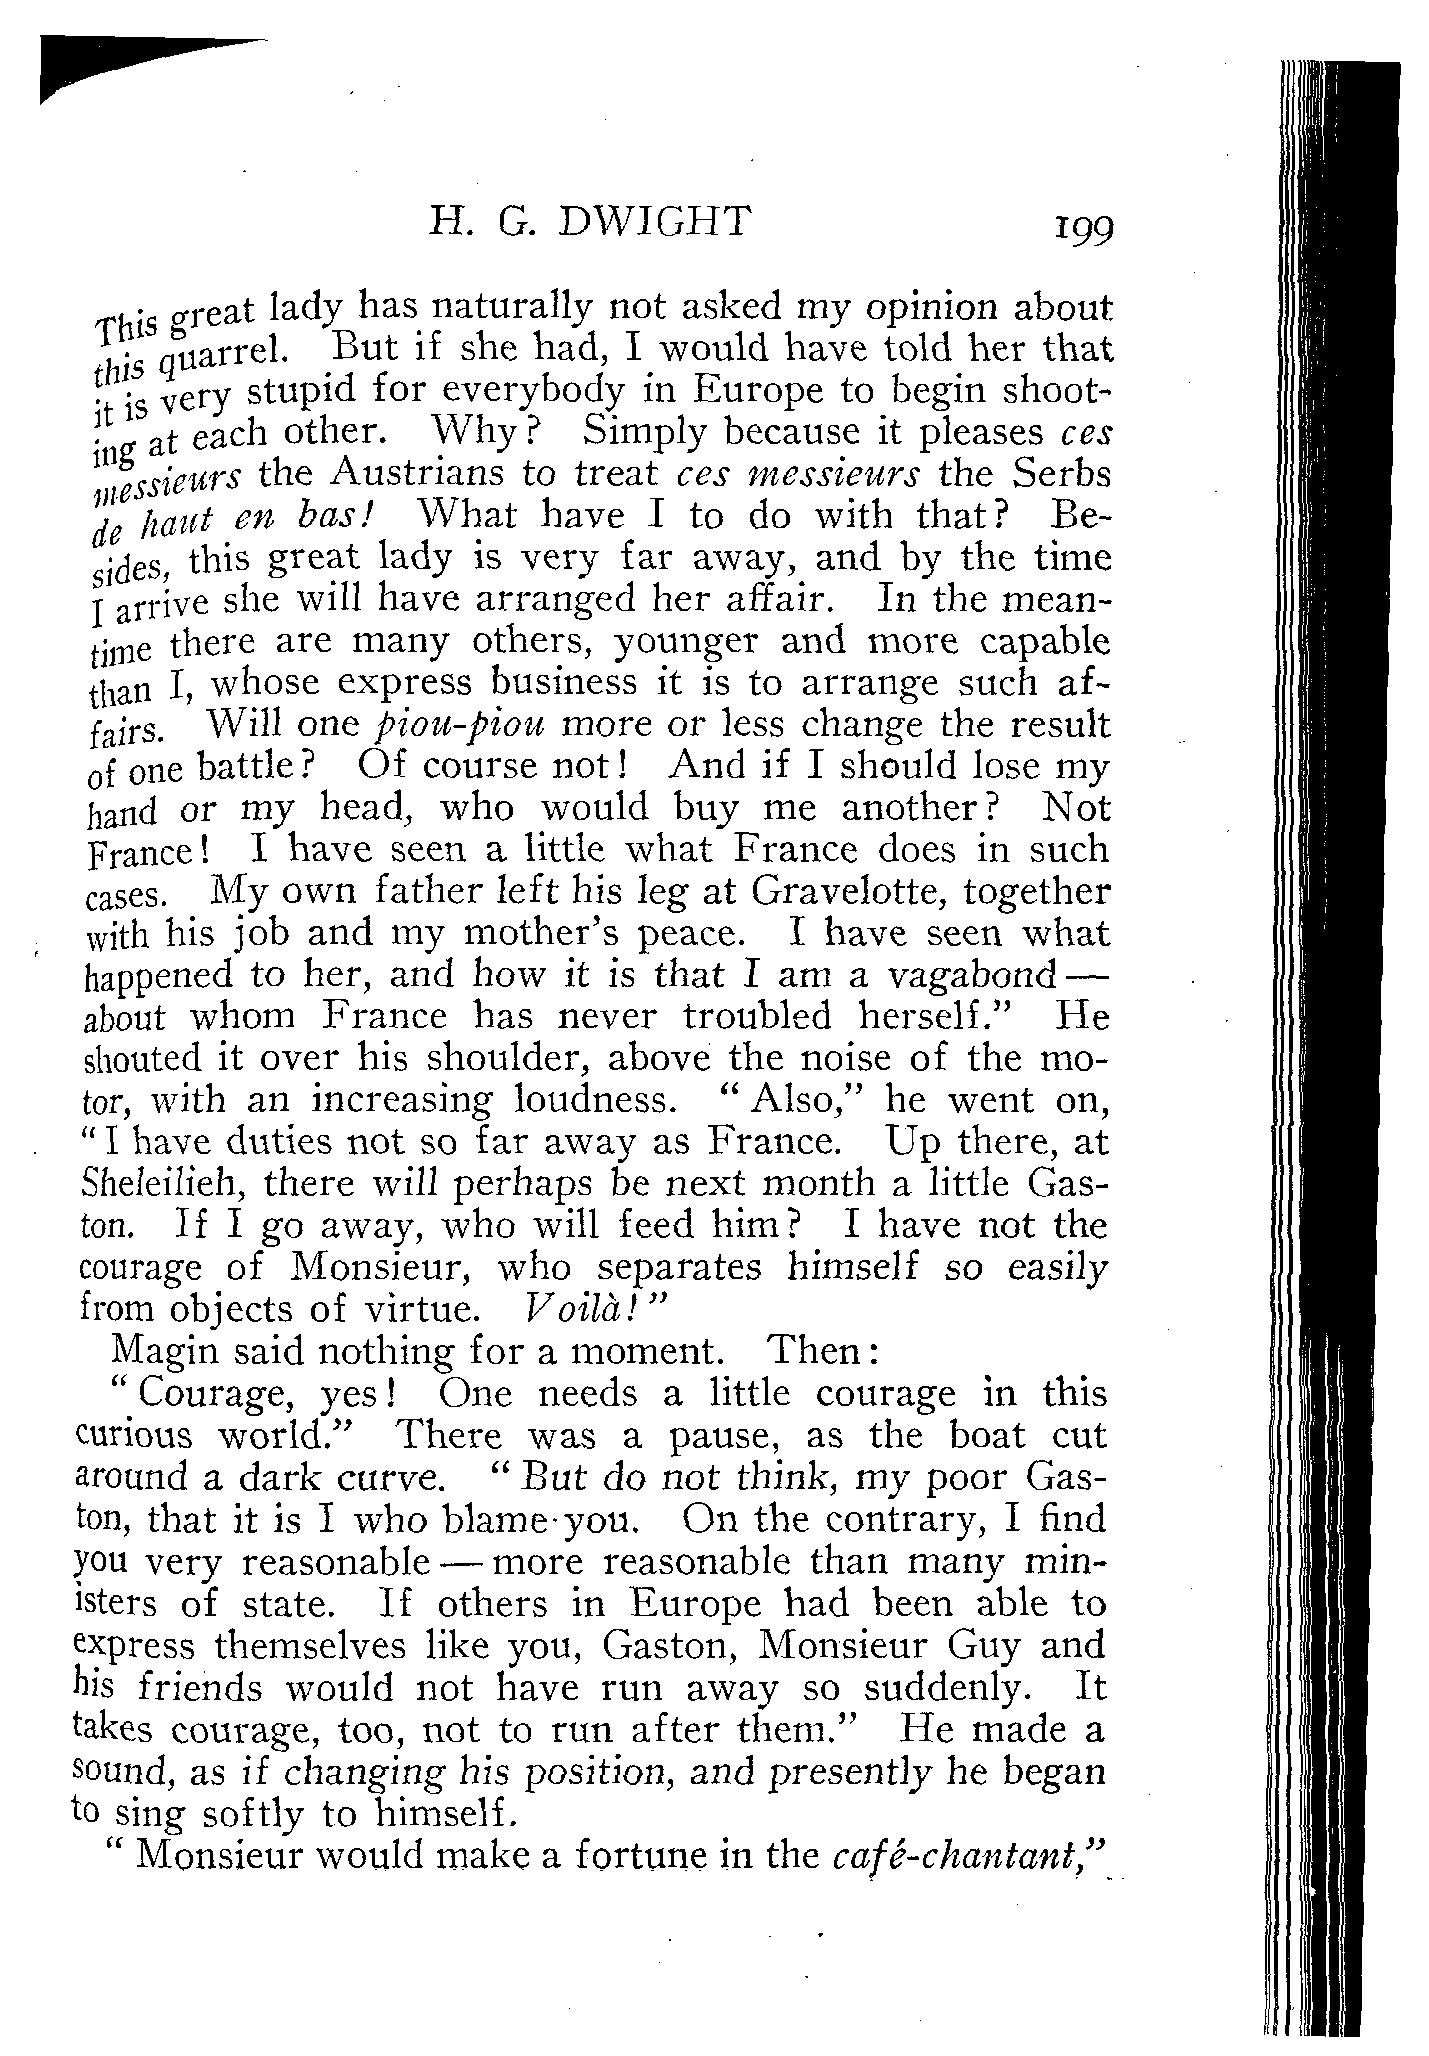 H. G. DWIGHT 199
This great lady has naturally not asked my opinion about
this quarrel. But if she had, I would have told her that
it is very stupid for everybody in Europe to begin shoot-
ing at each other. Why? Simply because it pleases ces
messieurs the Austrians to treat ces messieurs the Serbs
de haut en bas! What have I to do with that? Be-
sides, this great lady is very far away, and by the time
I arrive she will have arranged her affair. In the mean-
time there are many others, younger and more capable
than I, whose express business it is to arrange such af-
fairs. Will one piou-piou more or less change the result
of one battle? Of course not! And if I should lose my
hand or my head, who would buy me another? Not
France! I have seen a little what France does in such
cases. My own father left his leg at Gravelotte, together
with his job and my mother's peace. I have seen what
happened to her, and how it is that I am a vagabond—
about whom France has never troubled herself." He
shouted it over his shoulder, above the noise of the mo-
tor, with an increasing loudness. "Also," he went on,
"I have duties not so far away as France. Up there, at
Sheleilieh, there will perhaps be next month a little Gas-
ton. If I go away, who will feed him? I have not the
courage of Monsieur, who separates himself so easily
from objects of virtue. Voilà!"
Magin said nothing for a moment. Then:
"Courage, yes! One needs a little courage in this
curious world." There was a pause, as the boat cut
around a dark curve. "But do not think, my poor Gas-
ton, that it is I who blame you. On the contrary, I find
you very reasonable—more reasonable than many min-
isters of state. If others in Europe had been able to
express themselves like you, Gaston, Monsieur Guy and
his friends would not have run away so suddenly. It
takes courage, too, not to run after them." He made a
sound, as if changing his position, and presently he began
to sing softly to himself.
"Monsieur would make a fortune in the café-chantant,"